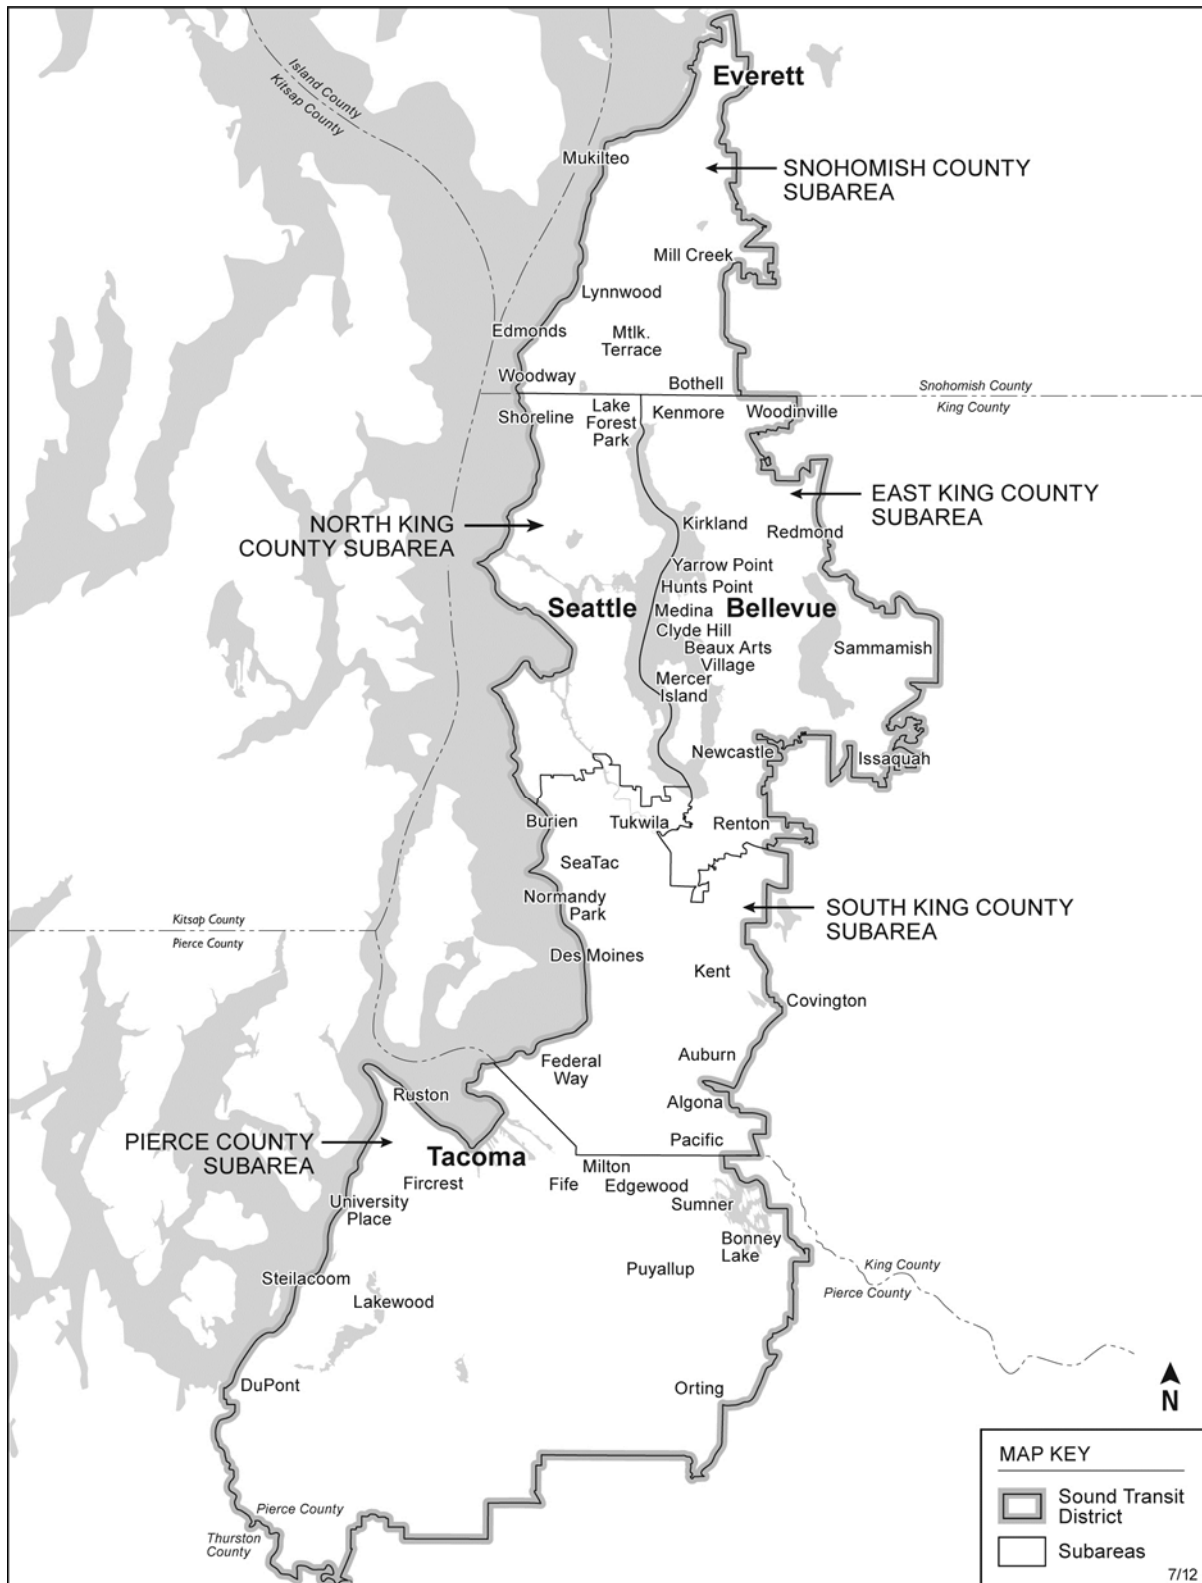 Everett
Island County
Kitsap County
Mukilteo
SNOHOMISH COUNTY
SUBAREA
Mill Creek
Lynnwood
Edmonds
Mtlk.
Terrace
Woodway
Bothell
Snohomish County
King County
Shoreline
Lake
Forest
Park
Kenmore
Woodinville
EAST KING COUNTY
SUBAREA
NORTH KING
COUNTY SUBAREA
Kirkland
Redmond
Yarrow Point
Hunts Point
Seattle
Medina
Bellevue
Clyde Hill
Beaux Arts
Village
Sammamish
Mercer
Island
Newcastle
Issaquah
Burien
Tukwila
Renton
SeaTac
Normandy
Park
SOUTH KING COUNTY
SUBAREA
Kitsap County
Pierce County
Des Moines
Kent
Covington
Federal
Way
Auburn
Ruston
Algona
PIERCE COUNTY
SUBAREA
Pacific
Tacoma
Milton
Fircrest
Fife
Edgewood
University
Place
Sumner
Bonney
Lake
Puyallup
King County
Pierce County
Steilacoom
Lakewood
DuPont
Orting
N
Pierce County
Thurston
County
MAP KEY
Sound Transit
District
Subareas
7/12